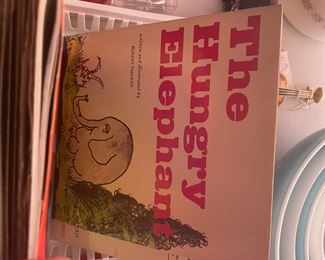 The
Hungry
Elephant
written and illustrated by